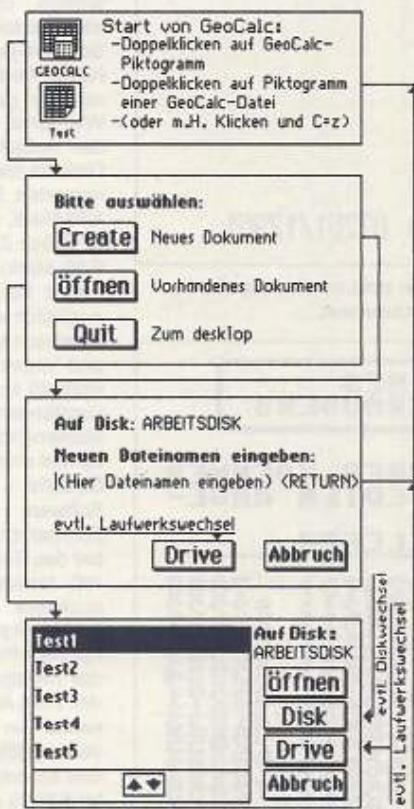 Start von GeoCalc:
-Doppelklicken auf GeoCalc-
Piktogramm
-Doppelklicken auf Piktogramm
einer GeoCalc-Datei
-(oder m.H. Klicken und C=z)
GEOCALC
Test
Bitte auswählen:
Create Neues Dokument
öffnen Vorhandenes Dokument
Quit Zum desktop
Auf Disk: ARBEITSDISK
Neuen Dateinamen eingeben:
|(Hier Dateinamen eingeben) <RETURN>
evtl. Laufwerkswechsel
Drive Abbruch
Test1
Test2
Test3
Test4
Test5
Auf Disk:
ARBEITSDISK
öffnen
Disk
Drive
Abbruch
evtl. Diskwechsel
evtl. Laufwerkswechsel